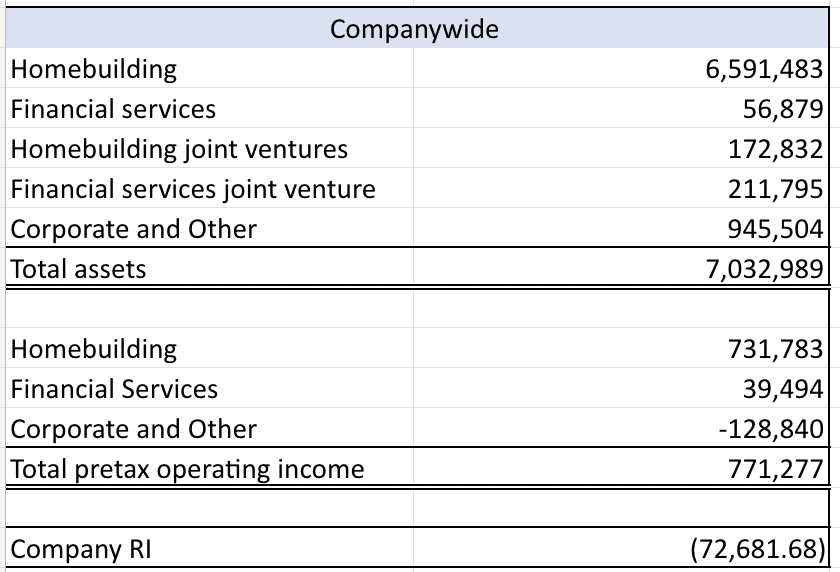 Companywide
Homebuilding 6,591,483
Financial services 56,879
Homebuilding joint ventures 172,832
Financial services joint venture 211,795
Corporate and Other 945,504
Total assets 7,032,989
Homebuilding 731,783
Financial Services 39,494
Corporate and Other -128,840
Total pretax operating income 771,277
Company RI (72,681.68)